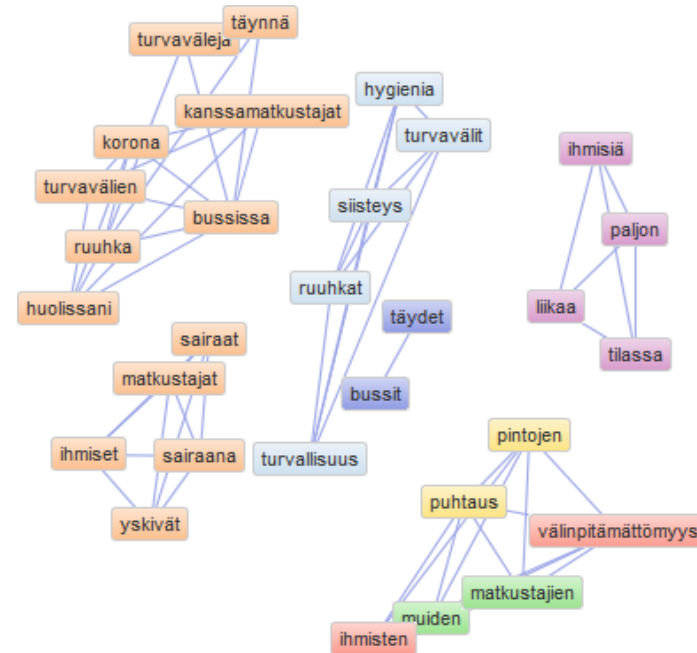 täynnä
turvavälejä
hygienia
kanssamatkustajat
turvavälit
korona
ihmisiä
turvavälien
siisteys
bussissa
paljon
ruuhka
ruuhkat
huolissani
liikaa
täydet
sairaat
tilassa
matkustajat
bussit
pintojen
ihmiset
sairaana
turvallisuus
puhtaus
yskivät
välinpitämättömyys
matkustajien
muiden
ihmisten